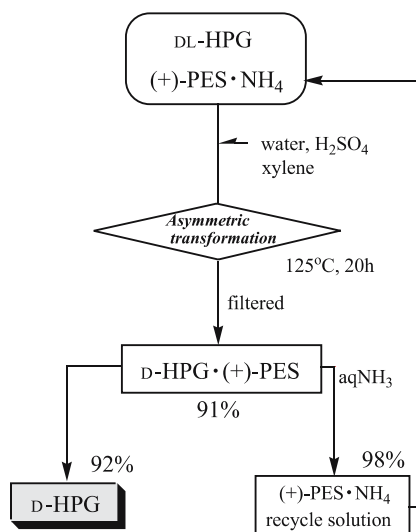 DL-HPG
(+)-PES·NH₄
water, H₂SO₄
xylene
Asymmetric
transformation
125°C, 20h
filtered
D-HPG·(+)-PES
aqNH₃
91%
92%
98%
D-HPG
(+)-PES·NH₄
recycle solution